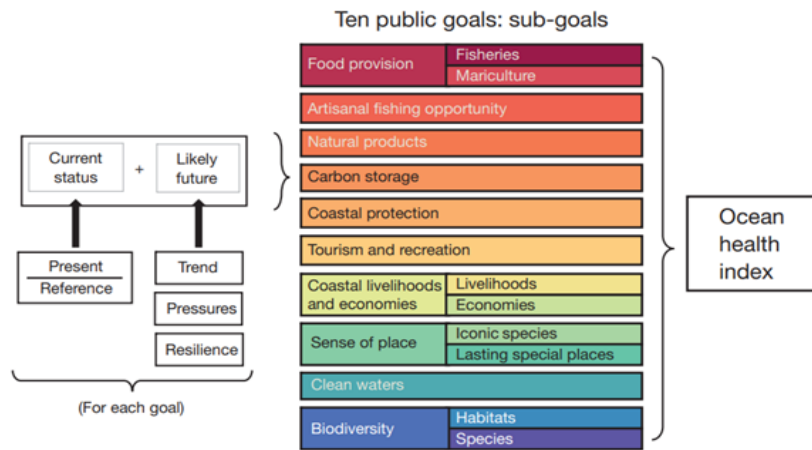 Ten public goals: sub-goals
Current
status
+
Likely
future
Present
Reference
Trend
Pressures
Resilience
(For each goal)
Food provision
Fisheries
Mariculture
Artisanal fishing opportunity
Natural products
Carbon storage
Coastal protection
Tourism and recreation
Coastal livelihoods
and economies
Livelihoods
Economies
Sense of place
Iconic species
Lasting special places
Clean waters
Biodiversity
Habitats
Species
Ocean
health
index